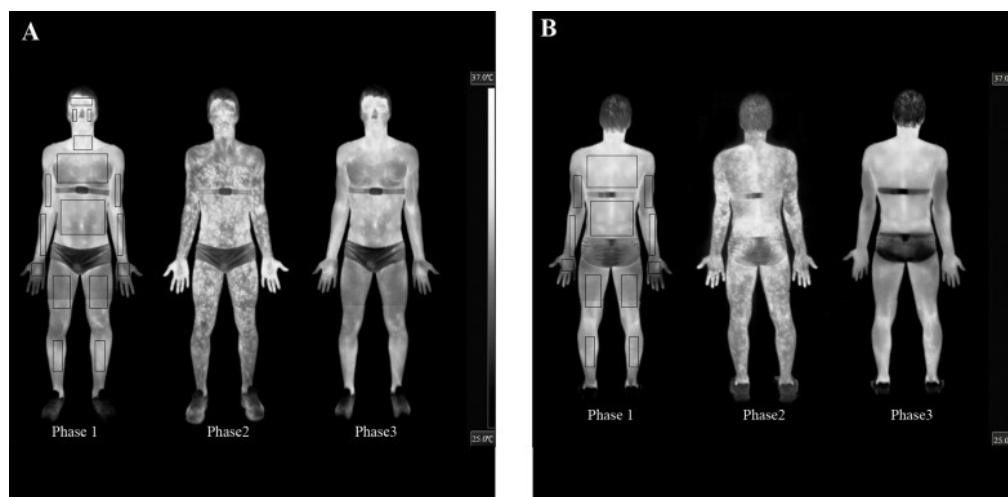 A
37.0℃
Phase 1
Phase2
Phase3
25.0℃
B
37.0
Phase 1
Phase2
Phase3
25.0